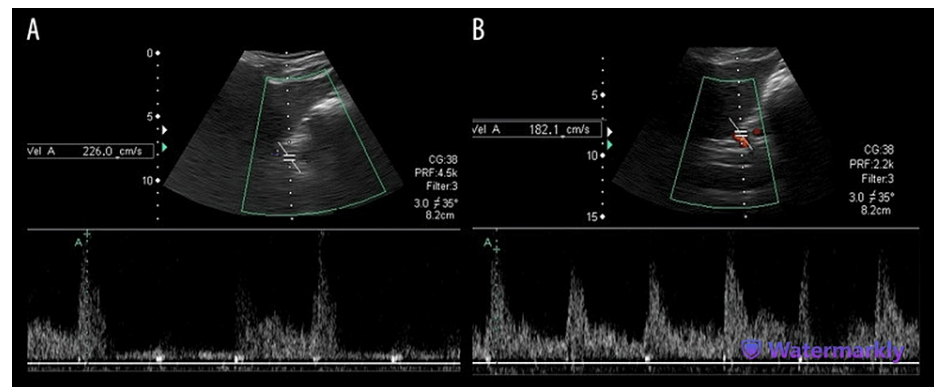 A
0
5
10
Vel A 226.0 cm/s
CG:38
PRF:4.5k
Filter:3
3.0 ≠ 35°
8.2cm
A
B
5
10
15
Vel A 182.1 cm/s
CG:38
PRF:2.2k
Filter:3
3.0 ≠ 35°
8.2cm
A
Watermarkly